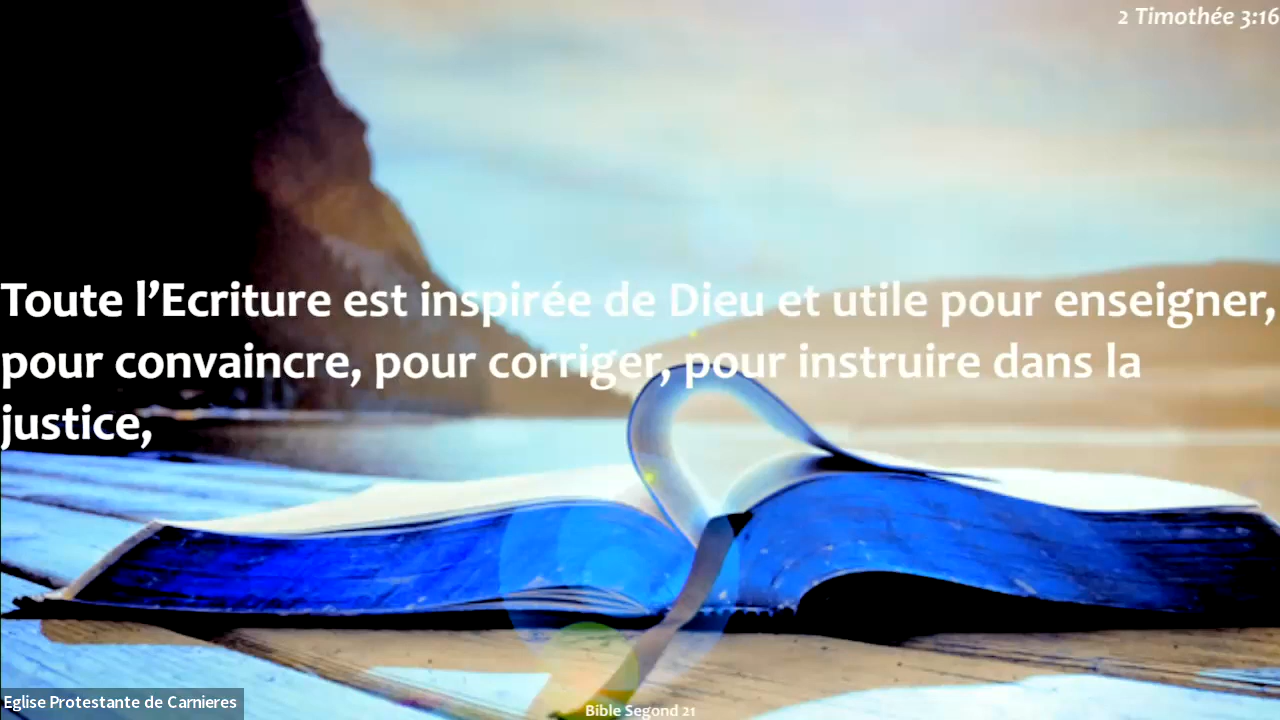 2 Timothée 3:16
Toute l’Ecriture est inspirée de Dieu et utile pour enseigner,
pour convaincre, pour corriger, pour instruire dans la
justice,
Eglise Protestante de Carnieres
Bible Segond 21